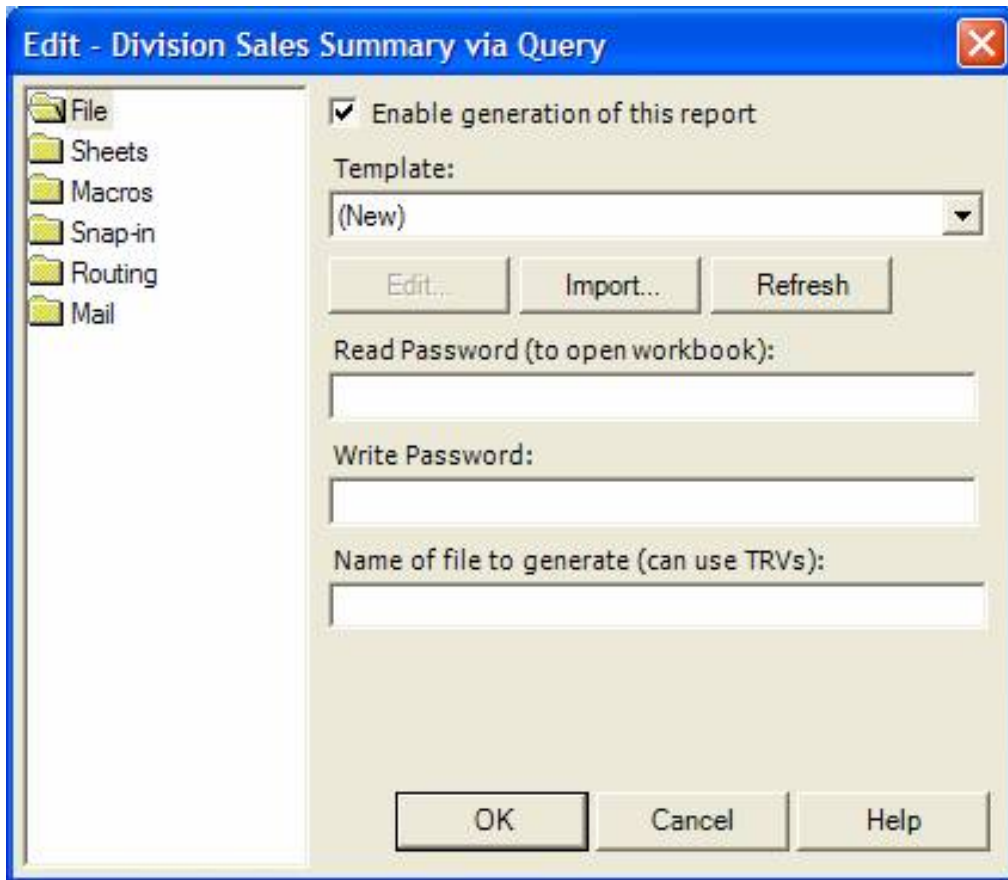 Edit - Division Sales Summary via Query
File
Sheets
Macros
Snap-in
Routing
Mail
Enable generation of this report
Template:
(New)
Edit... Import... Refresh
Read Password (to open workbook):
Write Password:
Name of file to generate (can use TRVs):
OK Cancel Help